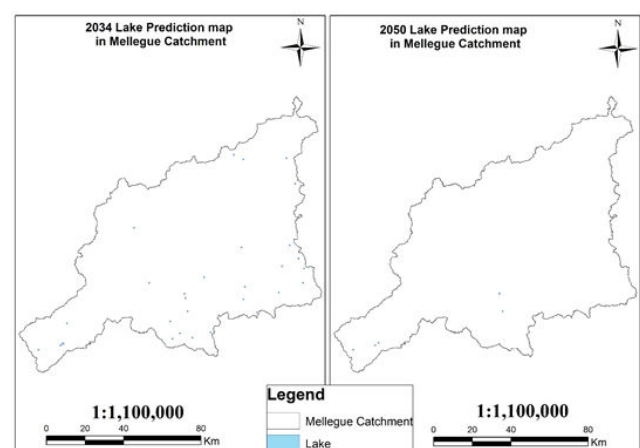 2034 Lake Prediction map
in Mellegue Catchment
N
1:1,100,000
0 20 40 80
Km
2050 Lake Prediction map
in Mellegue Catchment
N
1:1,100,000
0 20 40 80
Km
Legend
Mellegue Catchment
Lake